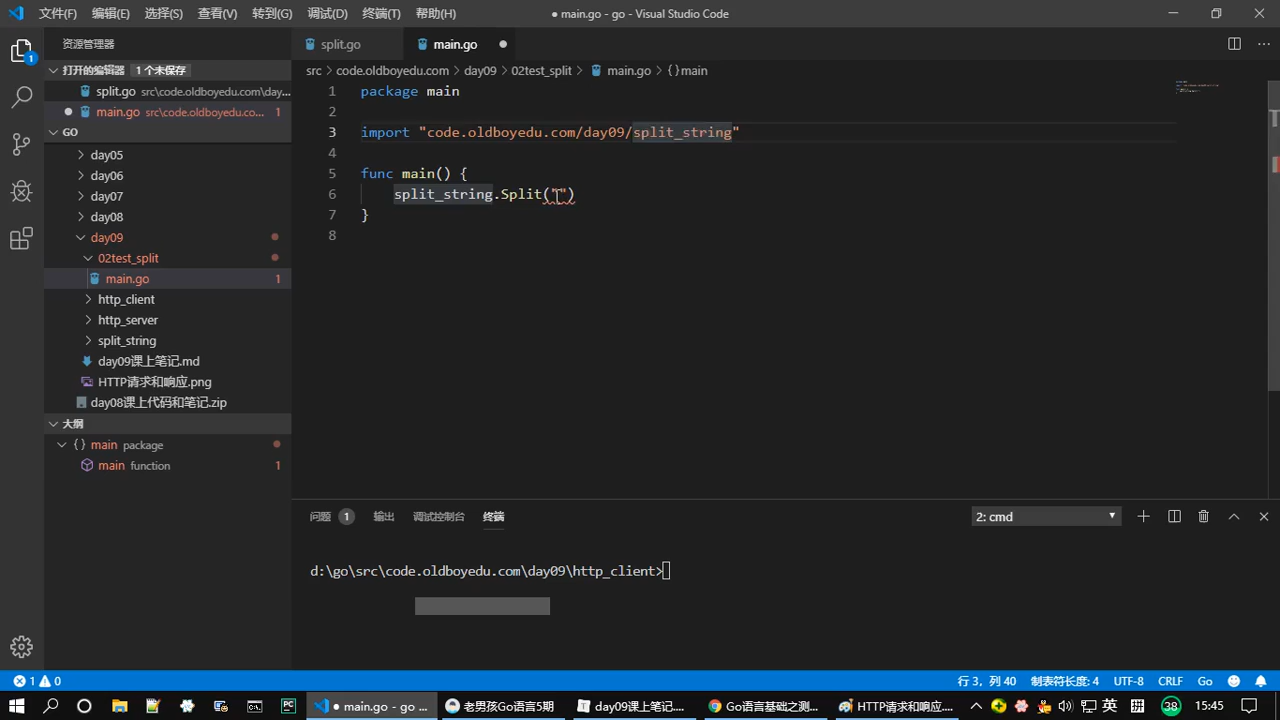 文件(F) 编辑(E) 选择(S) 查看(V) 转到(G) 调试(D) 终端(T) 帮助(H) ● main.go - go - Visual Studio Code
资源管理器
split.go main.go ●
打开的编辑器 1 个未保存
split.go src\code.oldboyedu.com\day...
main.go src\code.oldboyedu.co... 1
GO
day05
day06
day07
day08
day09
02test_split
main.go 1
http_client
http_server
split_string
day09课上笔记.md
HTTP请求和响应.png
day08课上代码和笔记.zip
大纲
{} main package
main function 1
src > code.oldboyedu.com > day09 > 02test_split > main.go > {} main
1 package main
2
3 import "code.oldboyedu.com/day09/split_string"
4
5 func main() {
6 split_string.Split("")
7 }
8
问题 1 输出 调试控制台 终端 2: cmd
d:\go\src\code.oldboyedu.com\day09\http_client>
1 0 行 3, 列 40 制表符长度: 4 UTF-8 CRLF Go
main.go - go ... 老男孩Go语言5期 day09课上笔记.... Go语言基础之测... HTTP请求和响应.... 英 拼 38 15:45